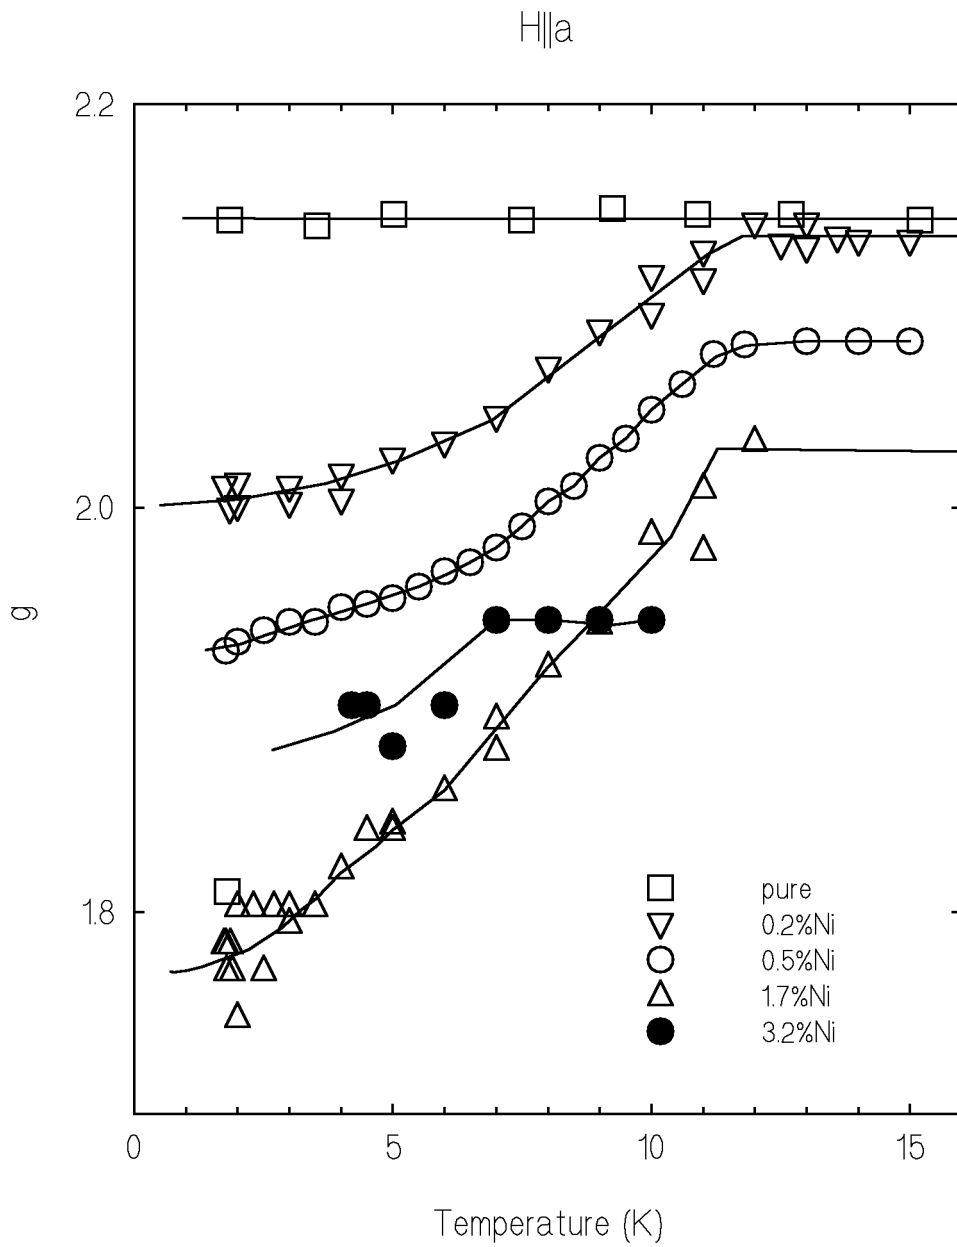 H||a
2.2
2.0
g
1.8
pure
0.2%Ni
0.5%Ni
1.7%Ni
3.2%Ni
0 5 10 15
Temperature (K)